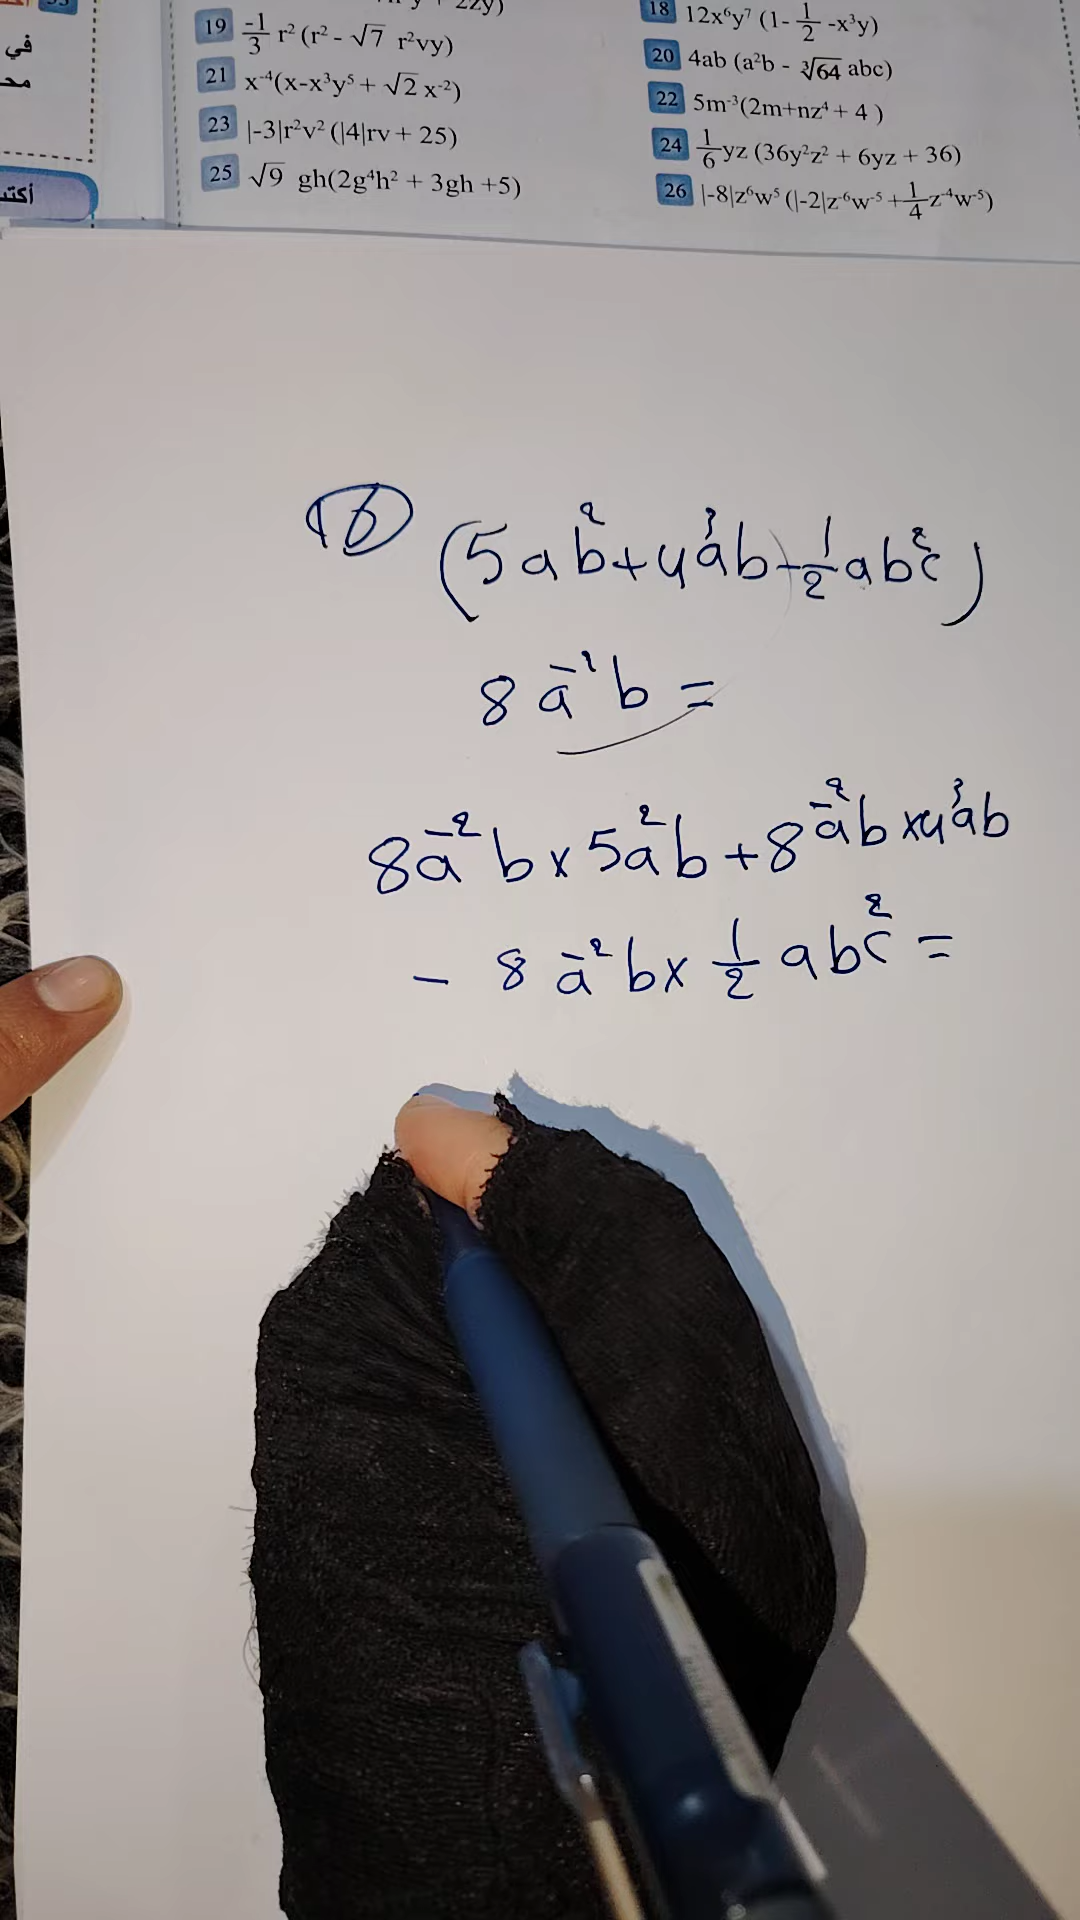 2zy)
19 -1/3 r² (r² - √7 r²vy)
18 12x⁶y⁷ (1- 1/2 -x³y)
21 x⁻⁴(x-x³y⁵ + √2 x⁻²)
20 4ab (a²b - ∛64 abc)
23 |-3|r²v² (|4|rv + 25)
22 5m⁻³(2m+nz⁴ + 4 )
25 √9 gh(2g⁴h² + 3gh +5)
24 1/6 yz (36y²z² + 6yz + 36)
26 |-8|z⁶w⁵ (|-2|z⁻⁶w⁻⁵ + 1/4 z⁻⁴w⁻⁵)
في
أكتب
16 (5ab²+4a³b-1/2 abc²)
8a⁻²b =
8a⁻²b x 5a²b + 8a⁻²b x 4a³b
- 8a⁻²b x 1/2 abc² =